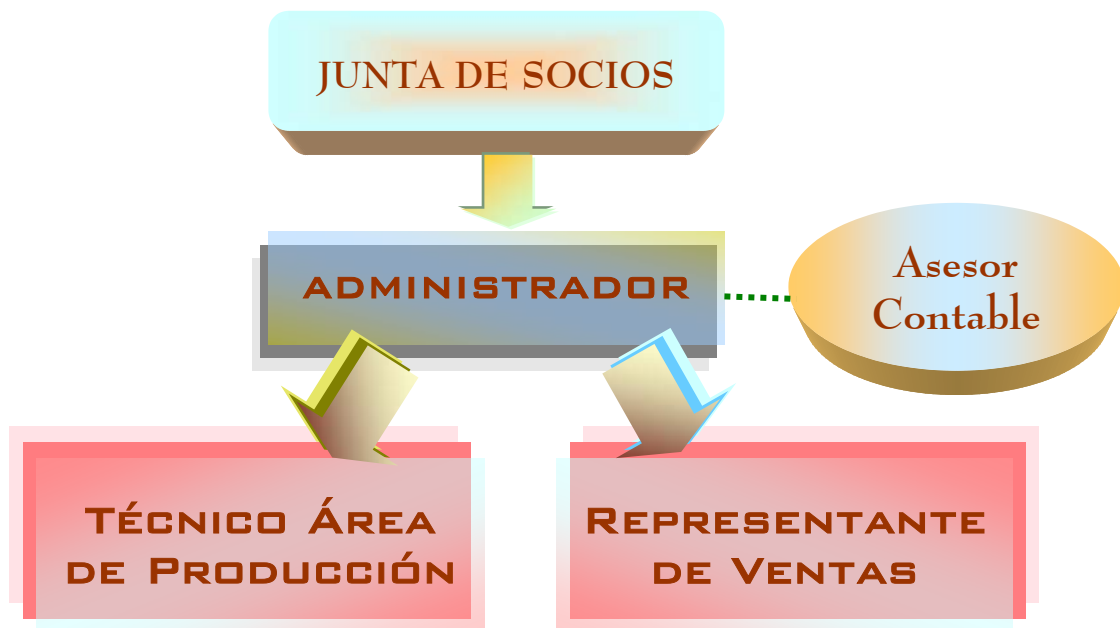 JUNTA DE SOCIOS
ADMINISTRADOR
Asesor
Contable
Técnico Área
de Producción
Representante
de Ventas